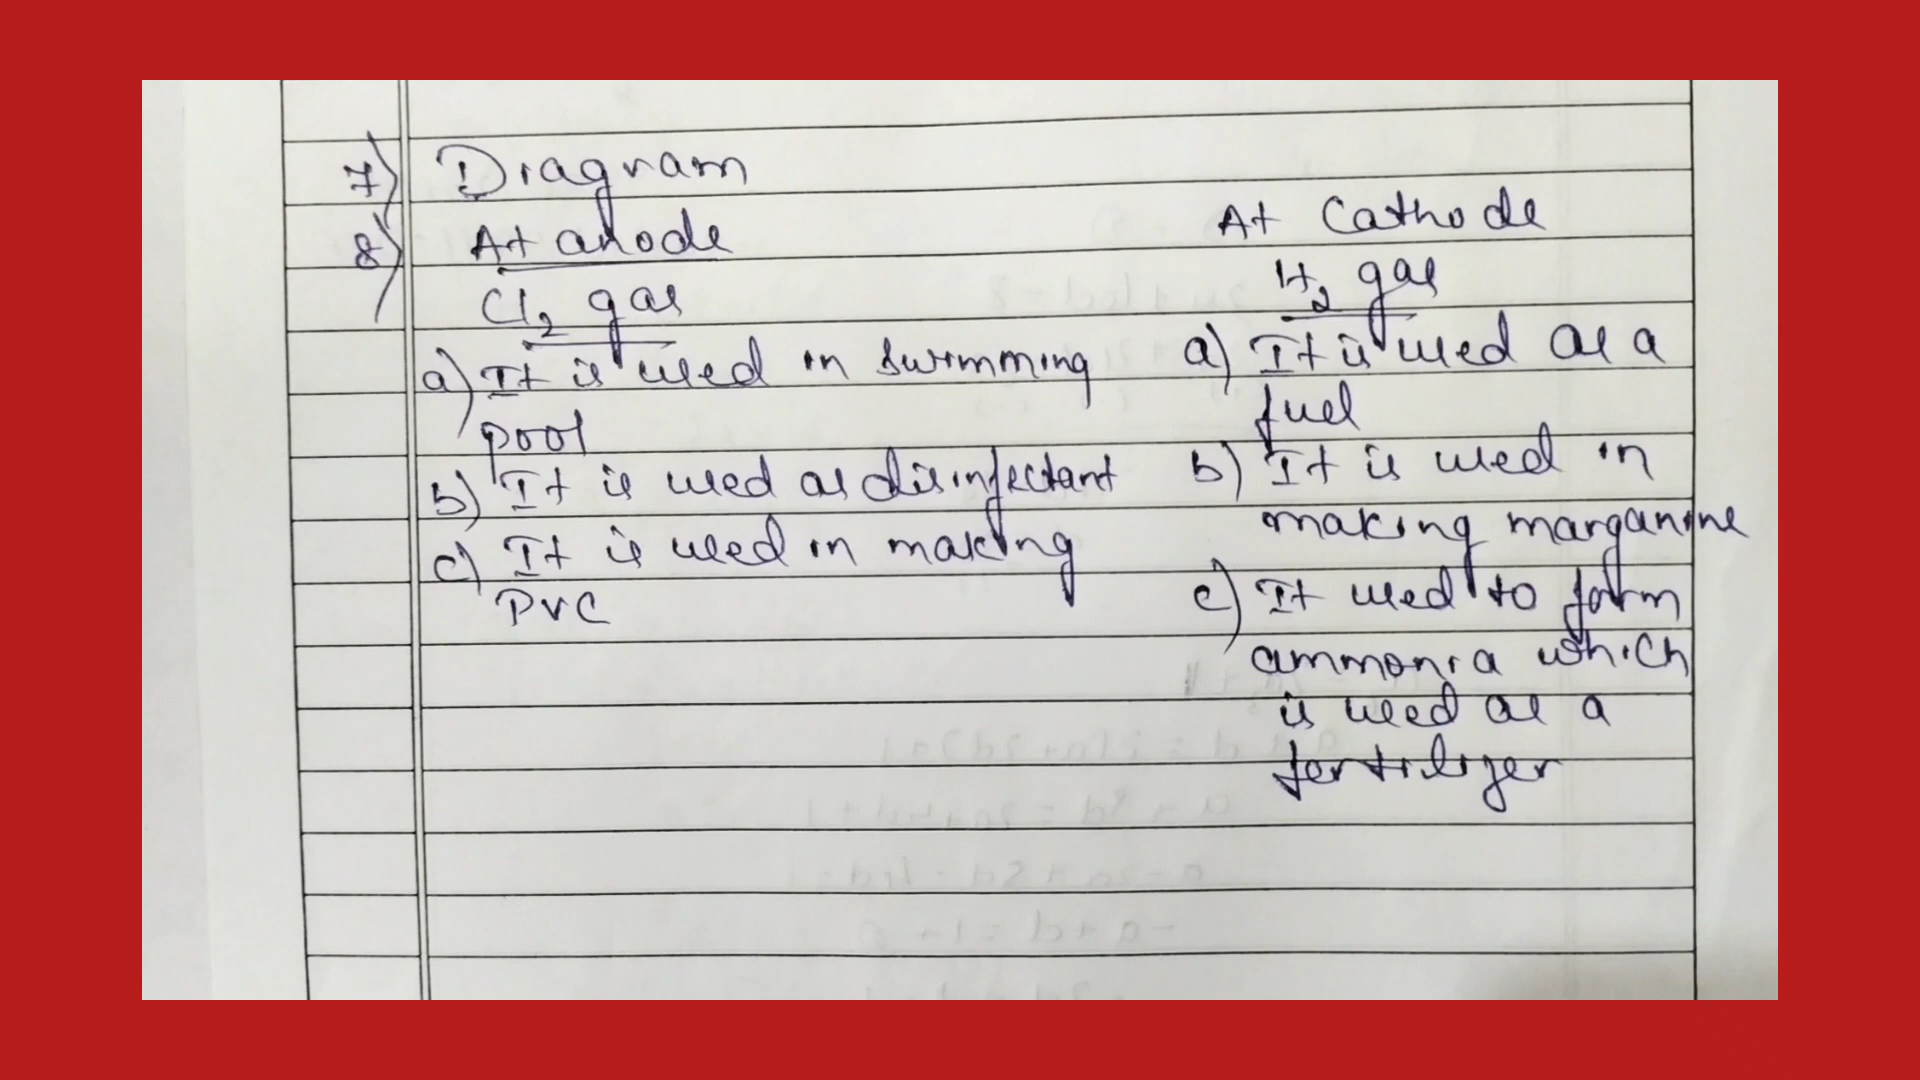 7) Diagram
8) At anode
Cl2 gas
a) It is used in swimming
pool
b) It is used as disinfectant
c) It is used in making
PVC
At Cathode
H2 gas
a) It is used as a
fuel
b) It is used in
making marganine
c) It used to form
ammonia which
is used as a
fertilizer